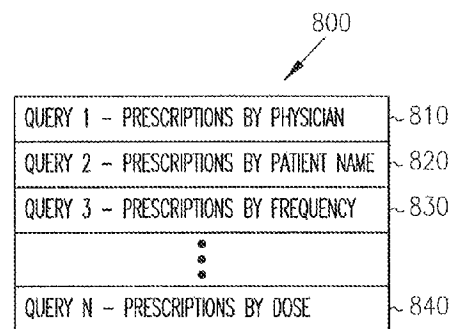 800
QUERY 1 - PRESCRIPTIONS BY PHYSICIAN 810
QUERY 2 - PRESCRIPTIONS BY PATIENT NAME 820
QUERY 3 - PRESCRIPTIONS BY FREQUENCY 830
QUERY N - PRESCRIPTIONS BY DOSE 840